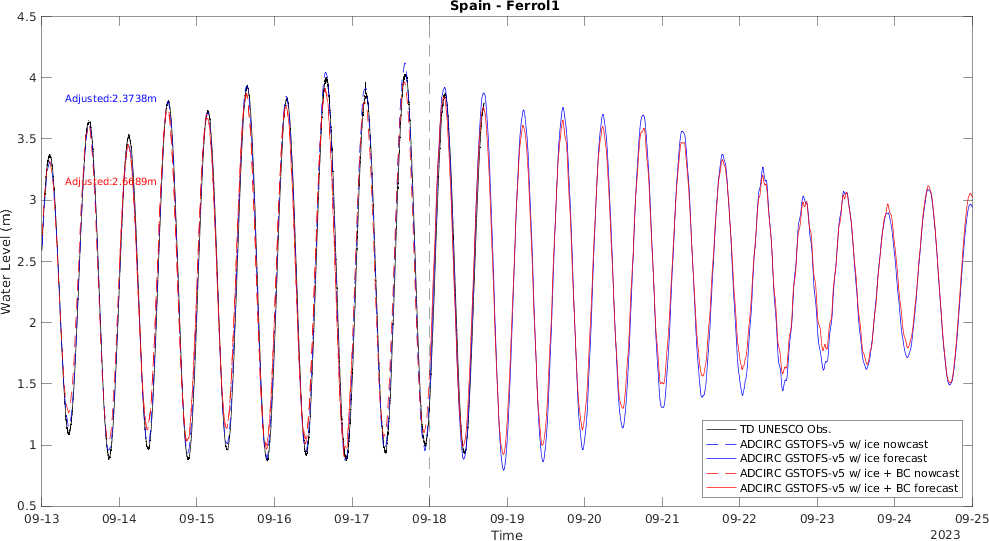 Spain - Ferrol1
4.5
4
3.5
3
2.5
2
1.5
1
0.5
Water Level (m)
Adjusted:2.3738m
Adjusted:2.6689m
TD UNESCO Obs.
ADCIRC GSTOFS-v5 w/ ice nowcast
ADCIRC GSTOFS-v5 w/ ice forecast
ADCIRC GSTOFS-v5 w/ ice + BC nowcast
ADCIRC GSTOFS-v5 w/ ice + BC forecast
09-13 09-14 09-15 09-16 09-17 09-18 09-19 09-20 09-21 09-22 09-23 09-24 09-25
Time
2023